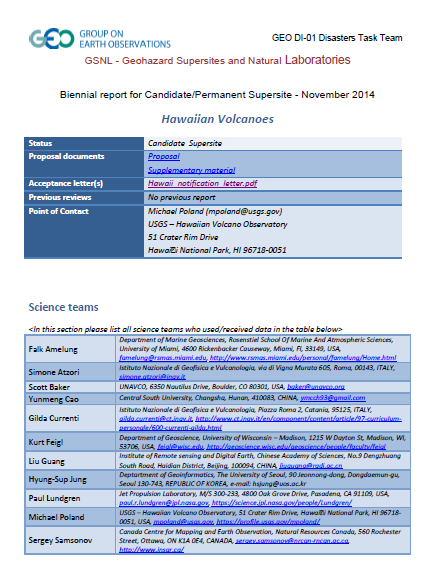 GEO GROUP ON
EARTH OBSERVATIONS
GEO DI-01 Disasters Task Team
GSNL - Geohazard Supersites and Natural Laboratories
Biennial report for Candidate/Permanent Supersite - November 2014
Hawaiian Volcanoes
Status Candidate Supersite
Proposal documents Proposal
Supplementary material
Acceptance letter(s) Hawaii_notification_letter.pdf
Previous reviews No previous report
Point of Contact Michael Poland (mpoland@usgs.gov)
USGS – Hawaiian Volcano Observatory
51 Crater Rim Drive
Hawai'i National Park, HI 96718-0051
Science teams
<In this section please list all science teams who used/received data in the table below>
Falk Amelung Department of Marine Geosciences, Rosenstiel School Of Marine And Atmospheric Sciences,
University of Miami, 4600 Rickenbacker Causeway, Miami, FL 33149, USA,
famelung@rsmas.miami.edu, http://www.rsmas.miami.edu/personal/famelung/Home.html
Simone Atzori Istituto Nazionale di Geofisica e Vulcanologia, via di Vigna Murata 605, Roma, 00143, ITALY,
simone.atzori@ingv.it
Scott Baker UNAVCO, 6350 Nautilus Drive, Boulder, CO 80301, USA, baker@unavco.org
Yunmeng Cao Central South University, Changsha, Hunan, 410083, CHINA, ymcch93@gmail.com
Gilda Currenti Istituto Nazionale di Geofisica e Vulcanologia, Piazza Roma 2, Catania, 95125, ITALY,
gilda.currenti@ct.ingv.it, http://www.ct.ingv.it/en/component/content/article/97-curriculum-
personale/600-currenti-gilda.html
Kurt Feigl Department of Geoscience, University of Wisconsin – Madison, 1215 W Dayton St, Madison, WI,
53706, USA, feigl@wisc.edu, http://geoscience.wisc.edu/geoscience/people/faculty/feigl
Liu Guang Institute of Remote sensing and Digital Earth, Chinese Academy of Sciences, No.9 Dengzhuang
South Road, Haidian District, Beijing, 100094, CHINA, liuguang@radi.ac.cn
Hyung-Sup Jung Department of Geoinformatics, The University of Seoul, 90 Jeonnong-dong, Dongdaemun-gu,
Seoul 130-743, REPUBLIC OF KOREA, e-mail: hsjung@uos.ac.kr
Paul Lundgren Jet Propulsion Laboratory, M/S 300-233, 4800 Oak Grove Drive, Pasadena, CA 91109, USA,
paul.r.lundgren@jpl.nasa.gov, https://science.jpl.nasa.gov/people/Lundgren/
Michael Poland USGS – Hawaiian Volcano Observatory, 51 Crater Rim Drive, Hawai'i National Park, HI 96718-
0051, USA, mpoland@usgs.gov, https://profile.usgs.gov/mpoland/
Sergey Samsonov Canada Centre for Mapping and Earth Observation, Natural Resources Canada, 560 Rochester
Street, Ottawa, ON K1A 0E4, CANADA, sergey.samsonov@nrcan-rncan.gc.ca,
http://www.insar.ca/